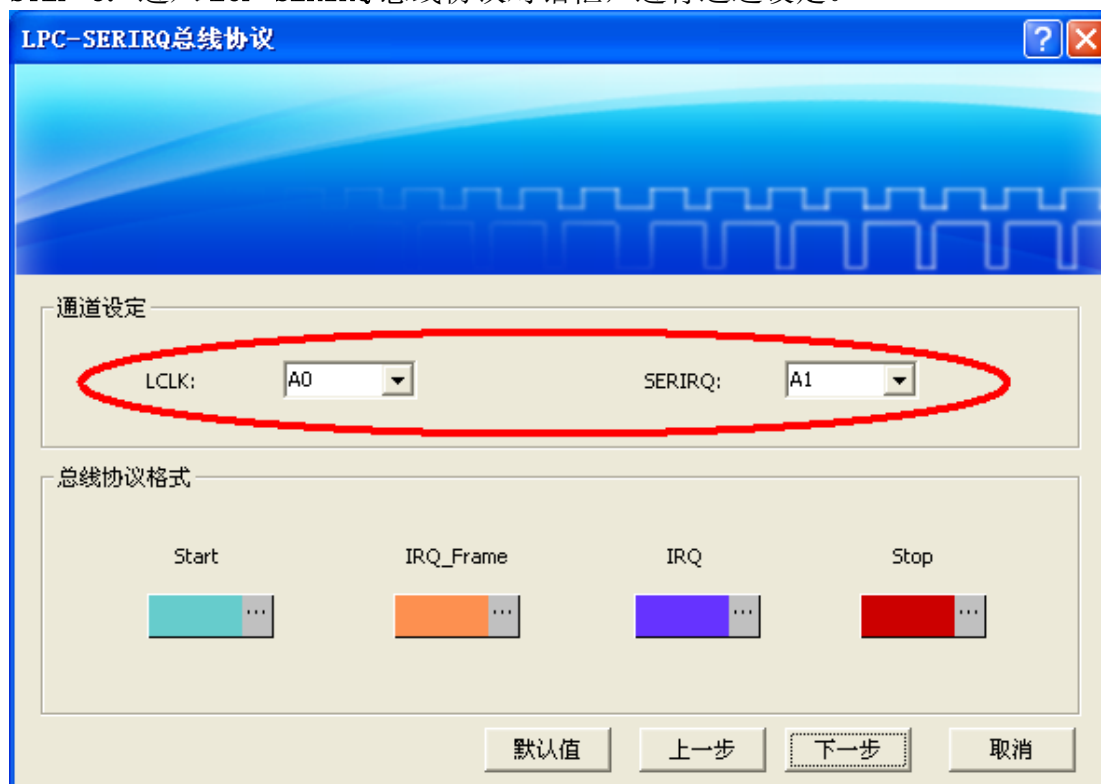 LPC-SERIRQ总线协议
通道设定
LCLK: A0 SERIRQ: A1
总线协议格式
Start IRQ_Frame IRQ Stop
默认值 上一步 下一步 取消